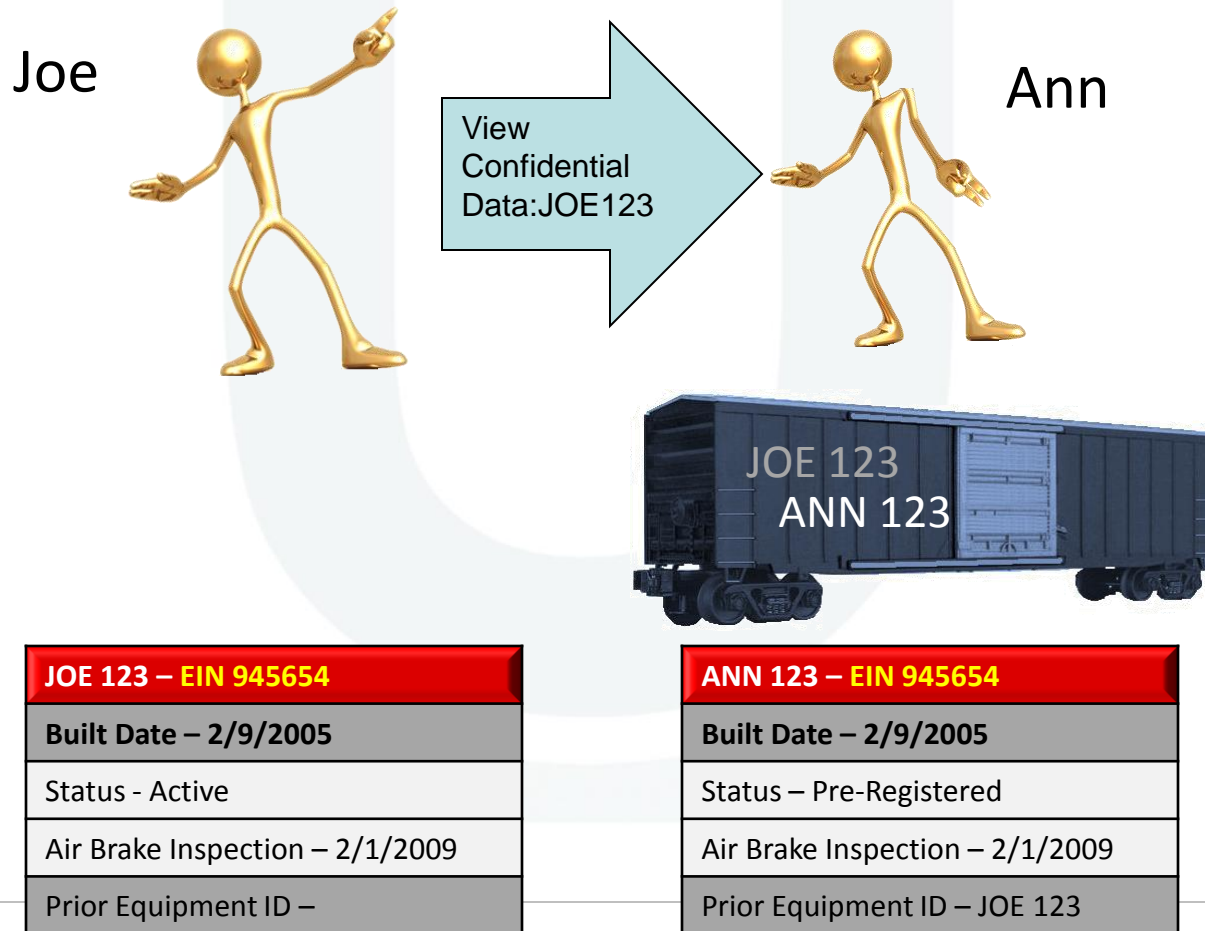 Joe
View
Confidential
Data:JOE123
Ann
JOE 123
ANN 123
JOE 123 – EIN 945654
Built Date – 2/9/2005
Status - Active
Air Brake Inspection – 2/1/2009
Prior Equipment ID –
ANN 123 – EIN 945654
Built Date – 2/9/2005
Status – Pre-Registered
Air Brake Inspection – 2/1/2009
Prior Equipment ID – JOE 123